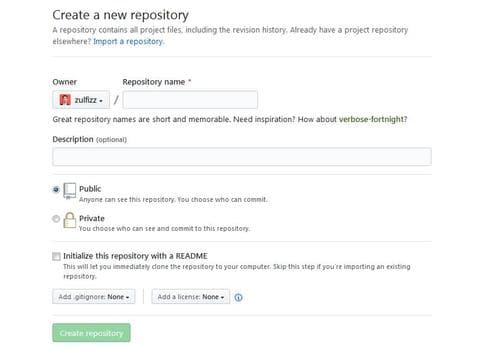 Create a new repository
A repository contains all project files, including the revision history. Already have a project repository
elsewhere? Import a repository.
Owner Repository name *
zulfizz /
Great repository names are short and memorable. Need inspiration? How about verbose-fortnight?
Description (optional)
Public
Anyone can see this repository. You choose who can commit.
Private
You choose who can see and commit to this repository.
Initialize this repository with a README
This will let you immediately clone the repository to your computer. Skip this step if you're importing an existing
repository.
Add .gitignore: None Add a license: None
Create repository